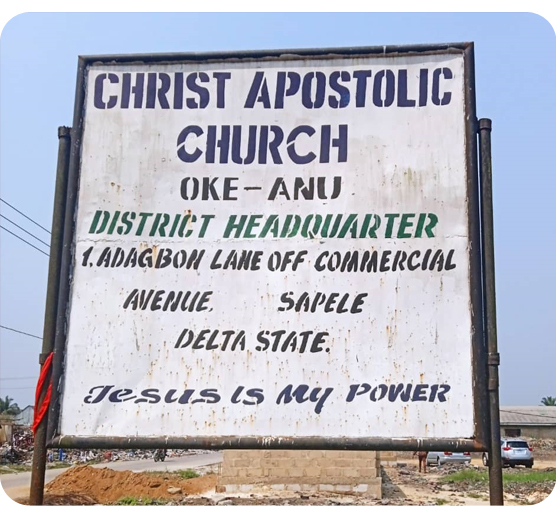 CHRIST APOSTOLIC
CHURCH
OKE-ANU
DISTRICT HEADQUARTER
1. ADAGBON LANE OFF COMMERCIAL
AVENUE, SAPELE
DELTA STATE.
Jesus Is My POWER